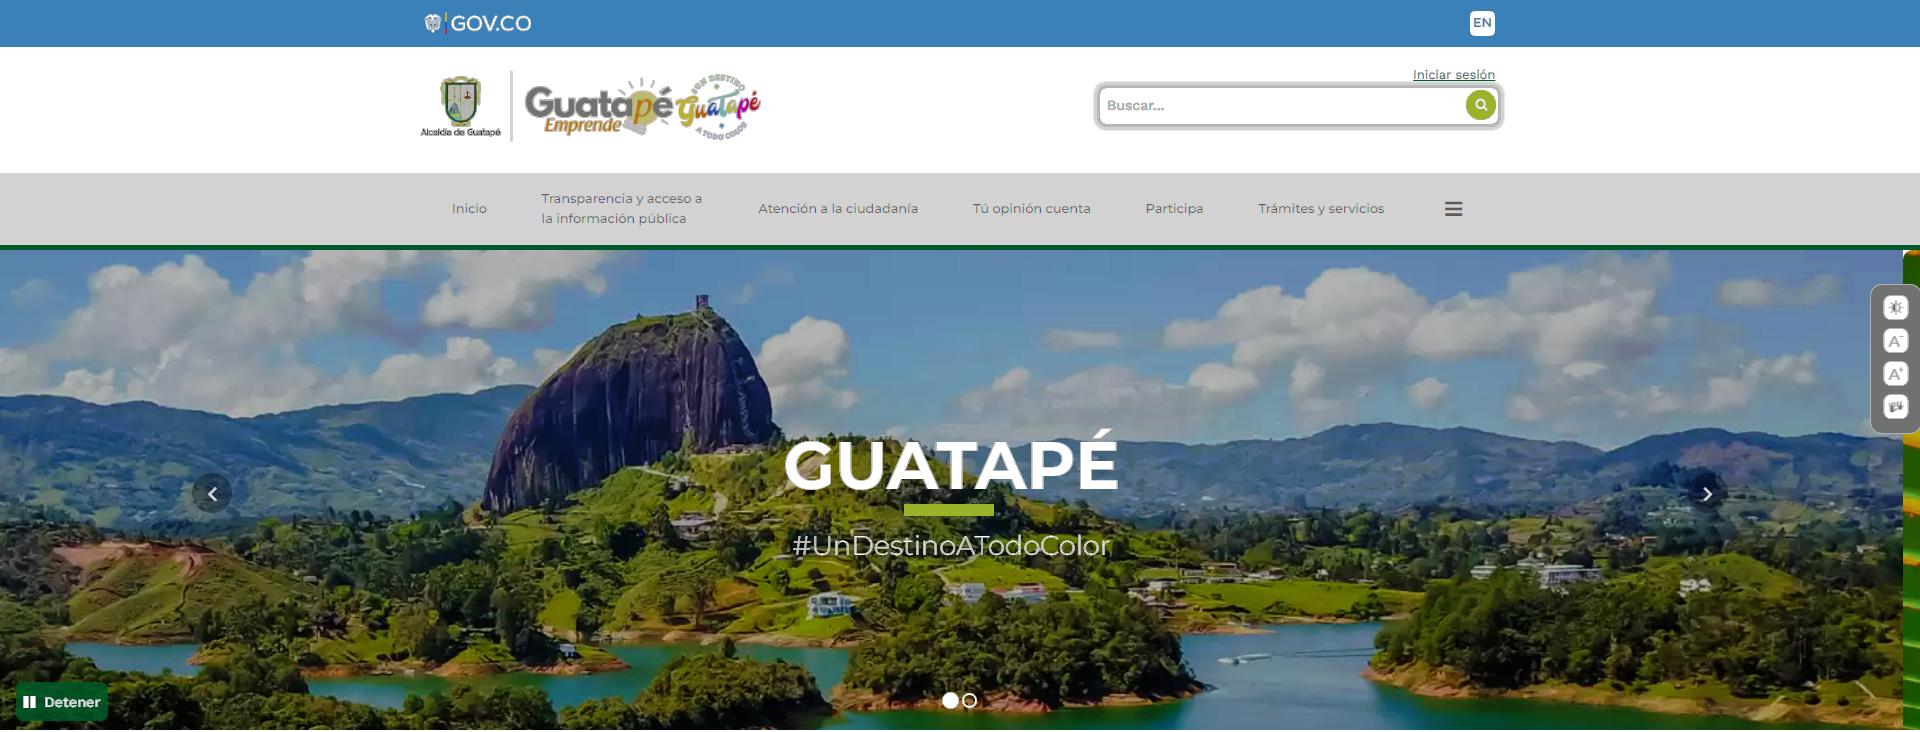 GOV.CO
EN
Alcaldía de Guatapé
Guatapé
Emprende
UN DESTINO
Guatapé
A TODO COLOR
Iniciar sesión
Buscar...
Inicio
Transparencia y acceso a
la información pública
Atención a la ciudadanía
Tú opinión cuenta
Participa
Trámites y servicios
A-
A+
GUATAPÉ
#UnDestinoATodoColor
Detener